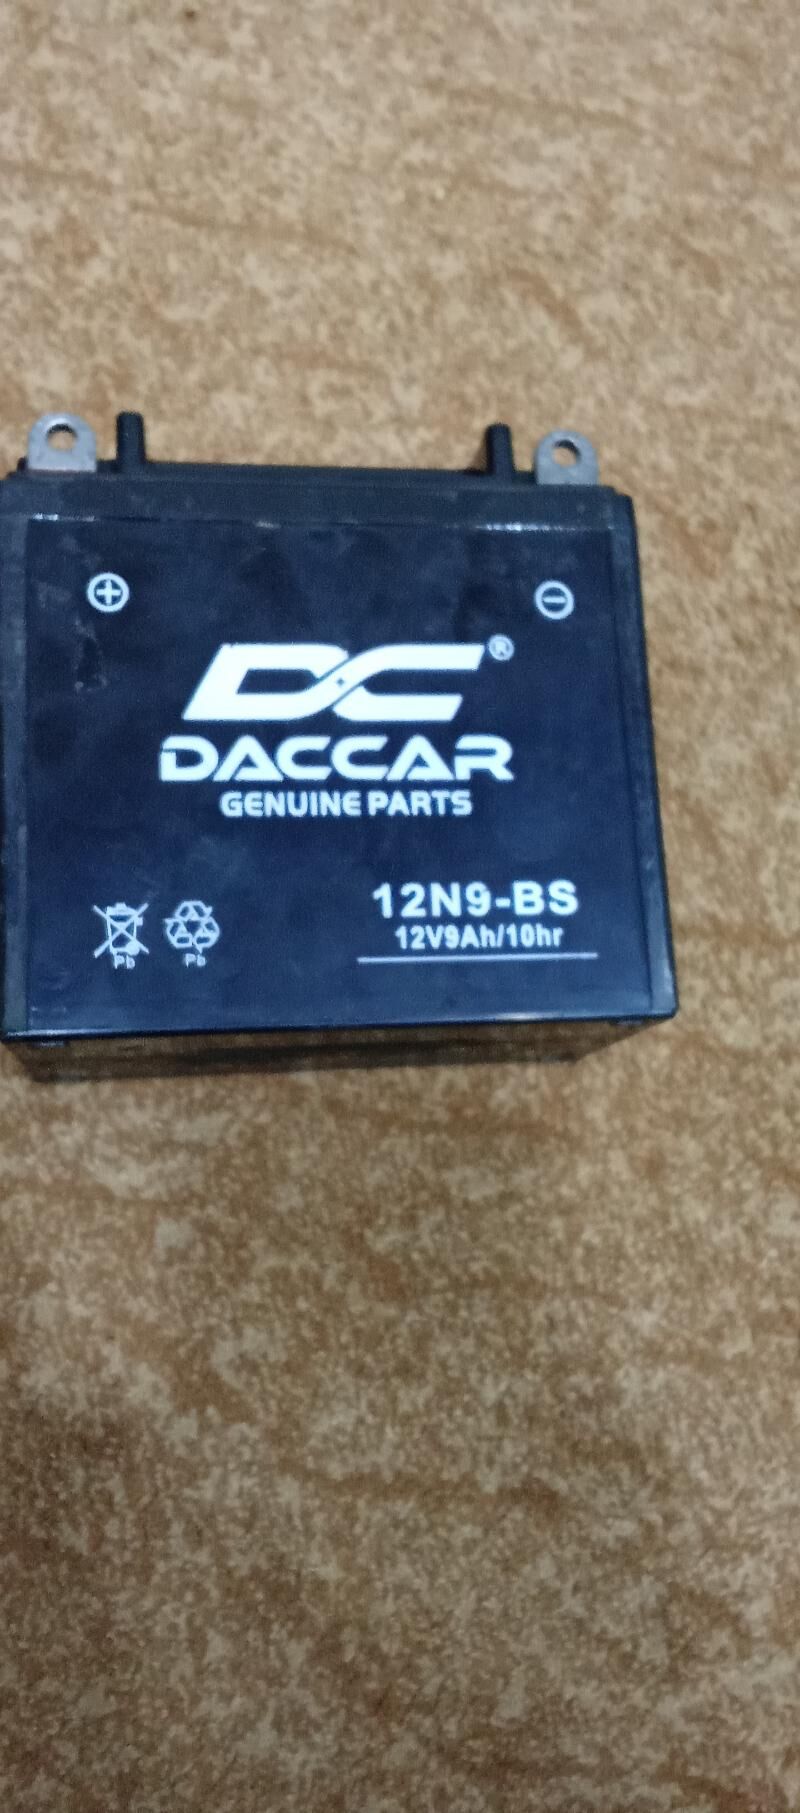 DC®
DACCAR
GENUINE PARTS
12N9-BS
12V9Ah/10hr
Pb Pb